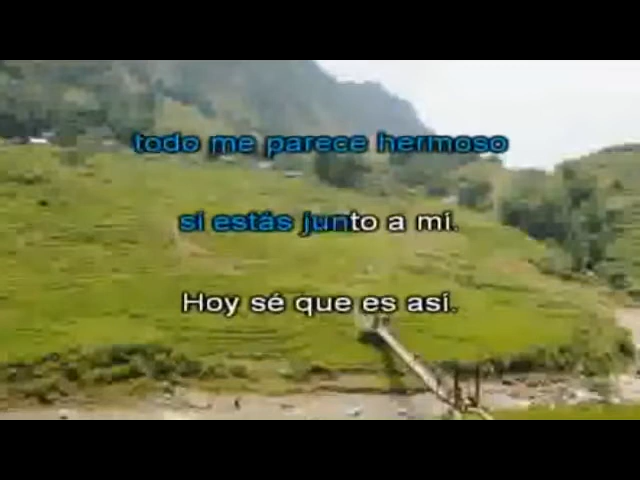 todo me parece hermoso
si estás junto a mí.
Hoy sé que es así.